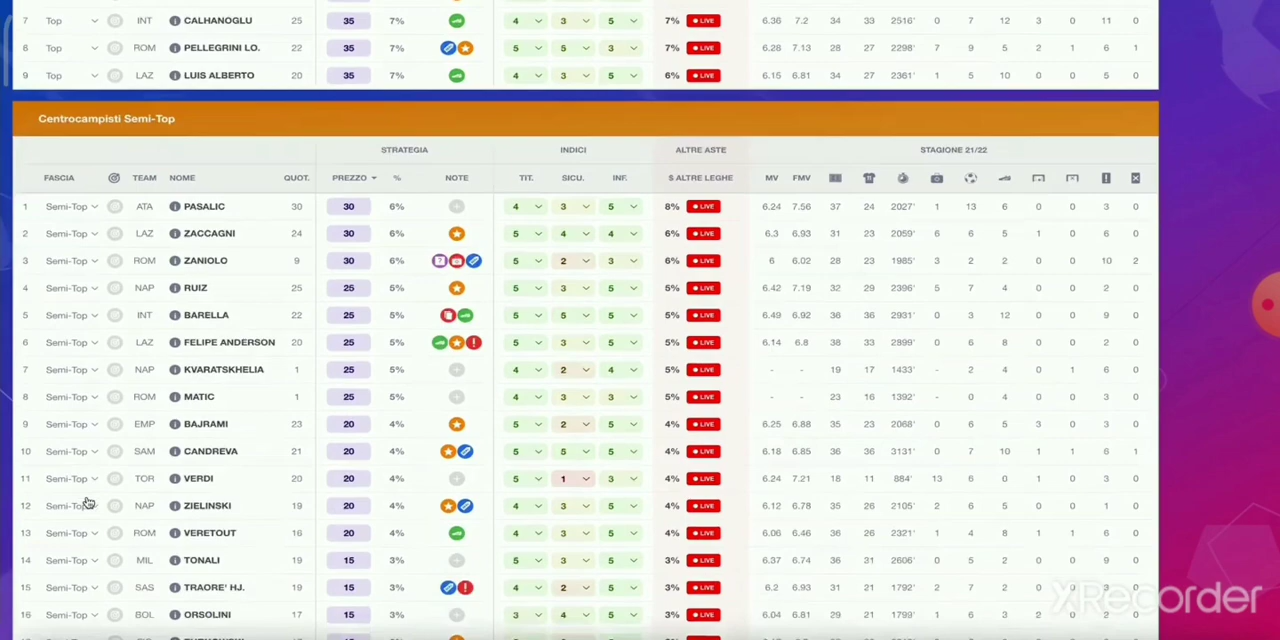 7 Top INT CALHANOGLU 25 35 7% 4 3 5 7% LIVE 6.36 7.2 34 33 2516' 0 7 12 3 0 11 0
8 Top ROM PELLEGRINI LO. 22 35 7% 5 5 3 7% LIVE 6.28 7.13 28 27 2298' 7 9 5 2 1 6 1
9 Top LAZ LUIS ALBERTO 20 35 7% 4 3 5 6% LIVE 6.15 6.81 34 27 2361' 1 5 10 0 0 5 0
Centrocampisti Semi-Top
STRATEGIA INDICI ALTRE ASTE STAGIONE 21/22
FASCIA TEAM NOME QUOT. PREZZO % NOTE TIT. SICU. INF. $ ALTRE LEGHE MV FMV
1 Semi-Top ATA PASALIC 30 30 6% 4 3 5 8% LIVE 6.24 7.56 37 24 2027' 1 13 6 0 0 3 0
2 Semi-Top LAZ ZACCAGNI 24 30 6% 5 4 4 6% LIVE 6.3 6.93 31 23 2059' 6 6 5 1 0 6 0
3 Semi-Top ROM ZANIOLO 9 30 6% 5 2 3 6% LIVE 6 6.02 28 23 1985' 3 2 2 0 0 10 2
4 Semi-Top NAP RUIZ 25 25 5% 5 3 5 5% LIVE 6.42 7.19 32 29 2396' 5 7 4 0 0 2 0
5 Semi-Top INT BARELLA 22 25 5% 5 5 5 5% LIVE 6.49 6.92 36 36 2931' 0 3 12 0 0 9 0
6 Semi-Top LAZ FELIPE ANDERSON 20 25 5% 5 3 5 5% LIVE 6.14 6.8 38 33 2899' 0 6 8 0 0 2 0
7 Semi-Top NAP KVARATSKHELIA 1 25 5% 4 2 4 5% LIVE - - 19 17 1433' - 2 4 0 1 6 0
8 Semi-Top ROM MATIC 1 25 5% 4 3 3 5% LIVE - - 23 16 1392' - 0 4 0 0 3 0
9 Semi-Top EMP BAJRAMI 23 20 4% 5 2 5 4% LIVE 6.25 6.88 35 23 2068' 0 6 5 3 0 3 0
10 Semi-Top SAM CANDREVA 21 20 4% 5 5 5 4% LIVE 6.18 6.85 36 36 3131' 0 7 10 1 1 6 1
11 Semi-Top TOR VERDI 20 20 4% 5 1 3 4% LIVE 6.24 7.21 18 11 884' 13 6 0 1 0 3 0
12 Semi-Top NAP ZIELINSKI 19 20 4% 4 3 5 4% LIVE 6.12 6.78 35 26 2105' 2 6 5 0 0 1 0
13 Semi-Top ROM VERETOUT 16 20 4% 5 3 5 4% LIVE 6.06 6.46 36 26 2321' 1 4 8 1 1 6 0
14 Semi-Top MIL TONALI 19 15 3% 5 3 5 3% LIVE 6.37 6.74 36 31 2606' 0 5 2 0 0 9 0
15 Semi-Top SAS TRAORE' HJ. 19 15 3% 4 2 5 3% LIVE 6.2 6.93 31 21 1792' 2 7 2 0 0 3 0
16 Semi-Top BOL ORSOLINI 17 15 3% 3 4 5 3% LIVE 6.04 6.81 29 21 1799' 1 6 3 2 0
XRecorder